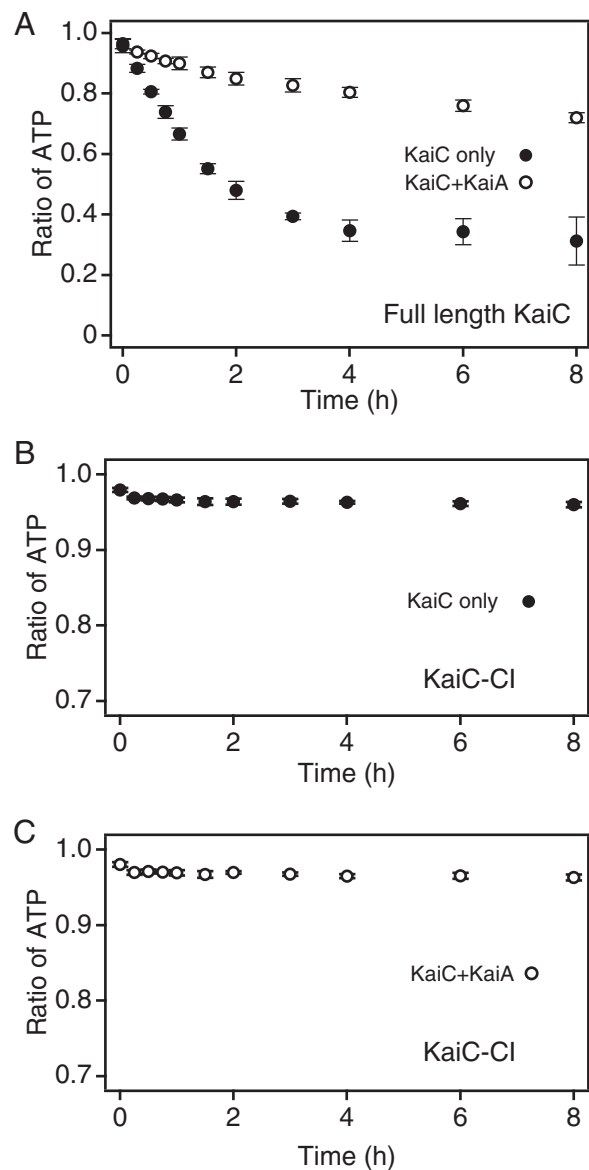 A
1.0
0.8
0.6
0.4
0.2
0
Ratio of ATP
KaiC only
KaiC+KaiA
Full length KaiC
0 2 4 6 8
Time (h)
B
1.0
0.9
0.8
0.7
Ratio of ATP
KaiC only
KaiC-CI
0 2 4 6 8
Time (h)
C
1.0
0.9
0.8
0.7
Ratio of ATP
KaiC+KaiA
KaiC-CI
0 2 4 6 8
Time (h)